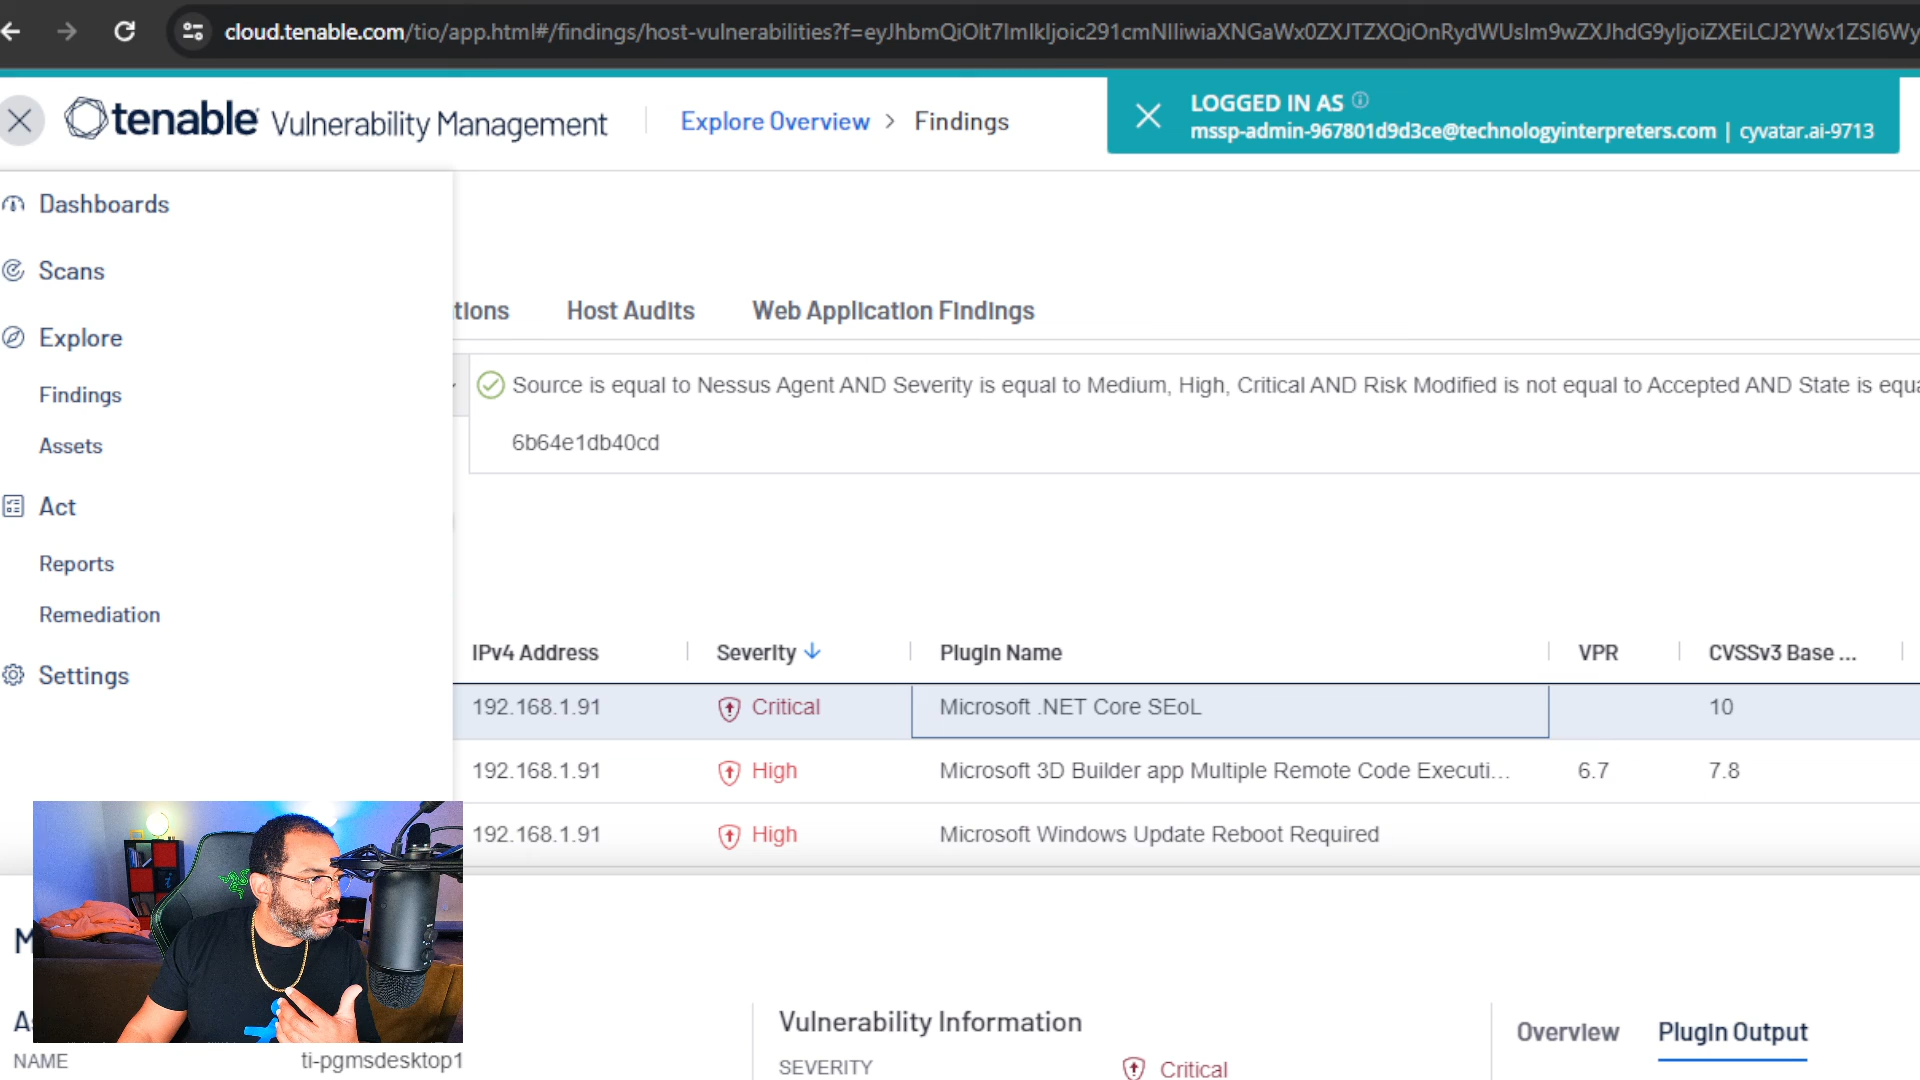 cloud.tenable.com/tio/app.html#/findings/host-vulnerabilities?f=
tenable Vulnerability Management
Explore Overview > Findings
LOGGED IN AS
mssp-admin-967801d9d3ce@technologyinterpreters.com | cyvatar.ai-9713
Dashboards
Scans
Explore
Findings
Assets
Act
Reports
Remediation
Settings
tions Host Audits Web Application Findings
Source is equal to Nessus Agent AND Severity is equal to Medium, High, Critical AND Risk Modified is not equal to Accepted AND State is equa
6b64e1db40cd
IPv4 Address Severity Plugin Name VPR CVSSv3 Base ...
192.168.1.91 Critical Microsoft .NET Core SEoL 10
192.168.1.91 High Microsoft 3D Builder app Multiple Remote Code Executi... 6.7 7.8
192.168.1.91 High Microsoft Windows Update Reboot Required
M
As
NAME ti-pgmsdesktop1
Vulnerability Information
SEVERITY Critical
Overview Plugin Output